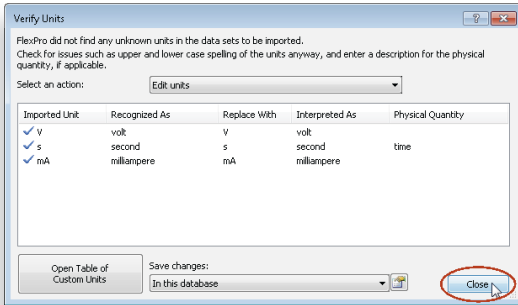 Verify Units
FlexPro did not find any unknown units in the data sets to be imported.
Check for issues such as upper and lower case spelling of the units anyway, and enter a description for the physical
quantity, if applicable.
Select an action: Edit units
Imported Unit Recognized As Replace With Interpreted As Physical Quantity
V volt V volt
s second s second time
mA milliampere mA milliampere
Open Table of
Custom Units
Save changes:
In this database
Close